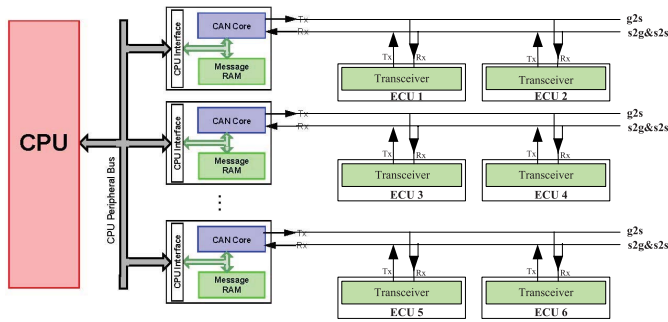 CPU
CPU Peripheral Bus
CPU Interface
CAN Core
Message
RAM
Tx
Rx
g2s
s2g&s2s
Tx
Rx
Transceiver
ECU 1
Tx
Rx
Transceiver
ECU 2
CPU Interface
CAN Core
Message
RAM
Tx
Rx
g2s
s2g&s2s
Tx
Rx
Transceiver
ECU 3
Tx
Rx
Transceiver
ECU 4
...
CPU Interface
CAN Core
Message
RAM
Tx
Rx
g2s
s2g&s2s
Tx
Rx
Transceiver
ECU 5
Tx
Rx
Transceiver
ECU 6